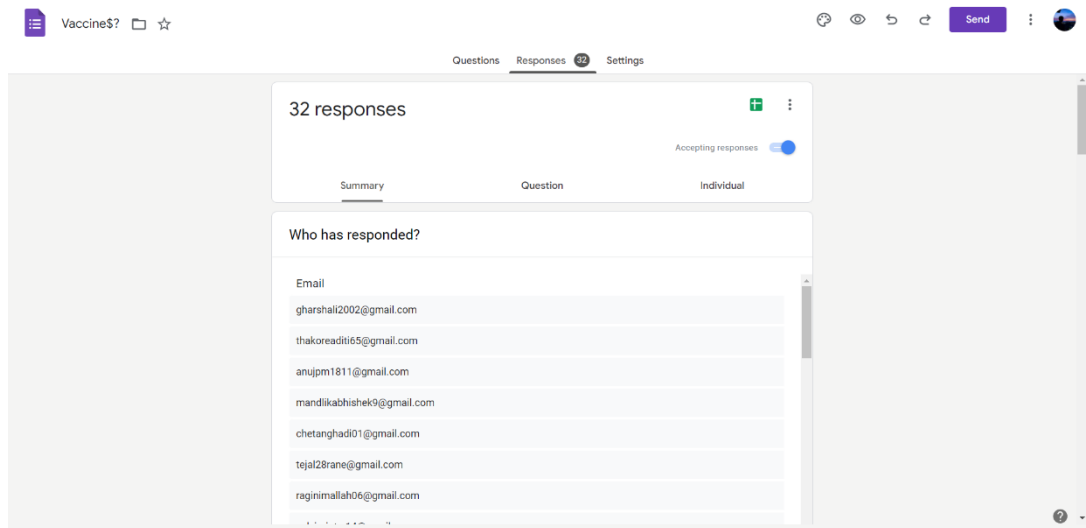 Vaccine$?
Send
Questions Responses 32 Settings
32 responses
Accepting responses
Summary Question Individual
Who has responded?
Email
gharshali2002@gmail.com
thakoreaditi65@gmail.com
anujpm1811@gmail.com
mandlikabhishek9@gmail.com
chetanghadi01@gmail.com
tejal28rane@gmail.com
raginimallah06@gmail.com